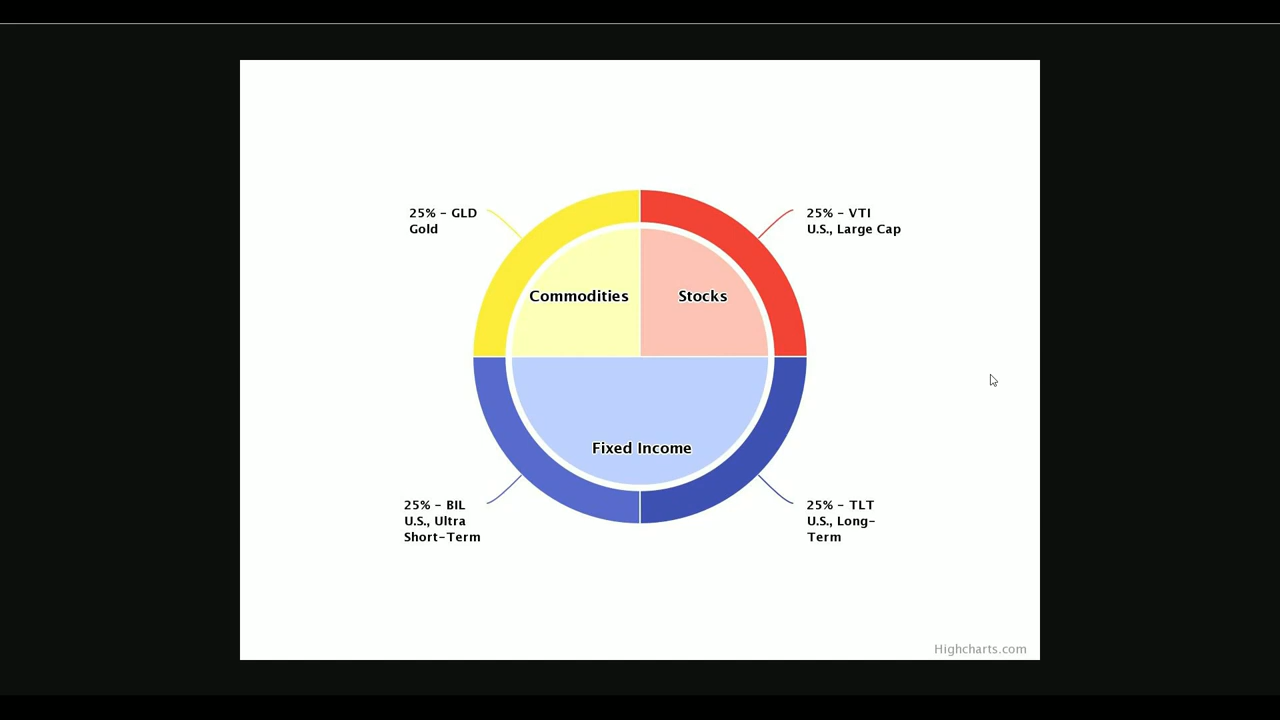 25% - GLD
Gold
25% - VTI
U.S., Large Cap
Commodities
Stocks
Fixed Income
25% - BIL
U.S., Ultra
Short-Term
25% - TLT
U.S., Long-
Term
Highcharts.com